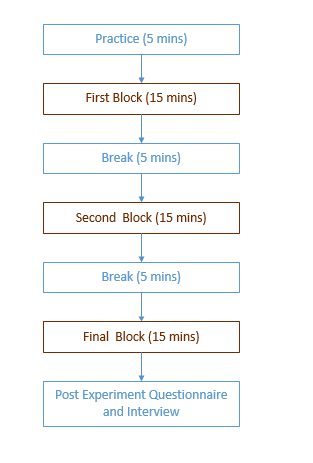 Practice (5 mins)
First Block (15 mins)
Break (5 mins)
Second  Block (15 mins)
Break (5 mins)
Final  Block (15 mins)
Post Experiment Questionnaire
and Interview